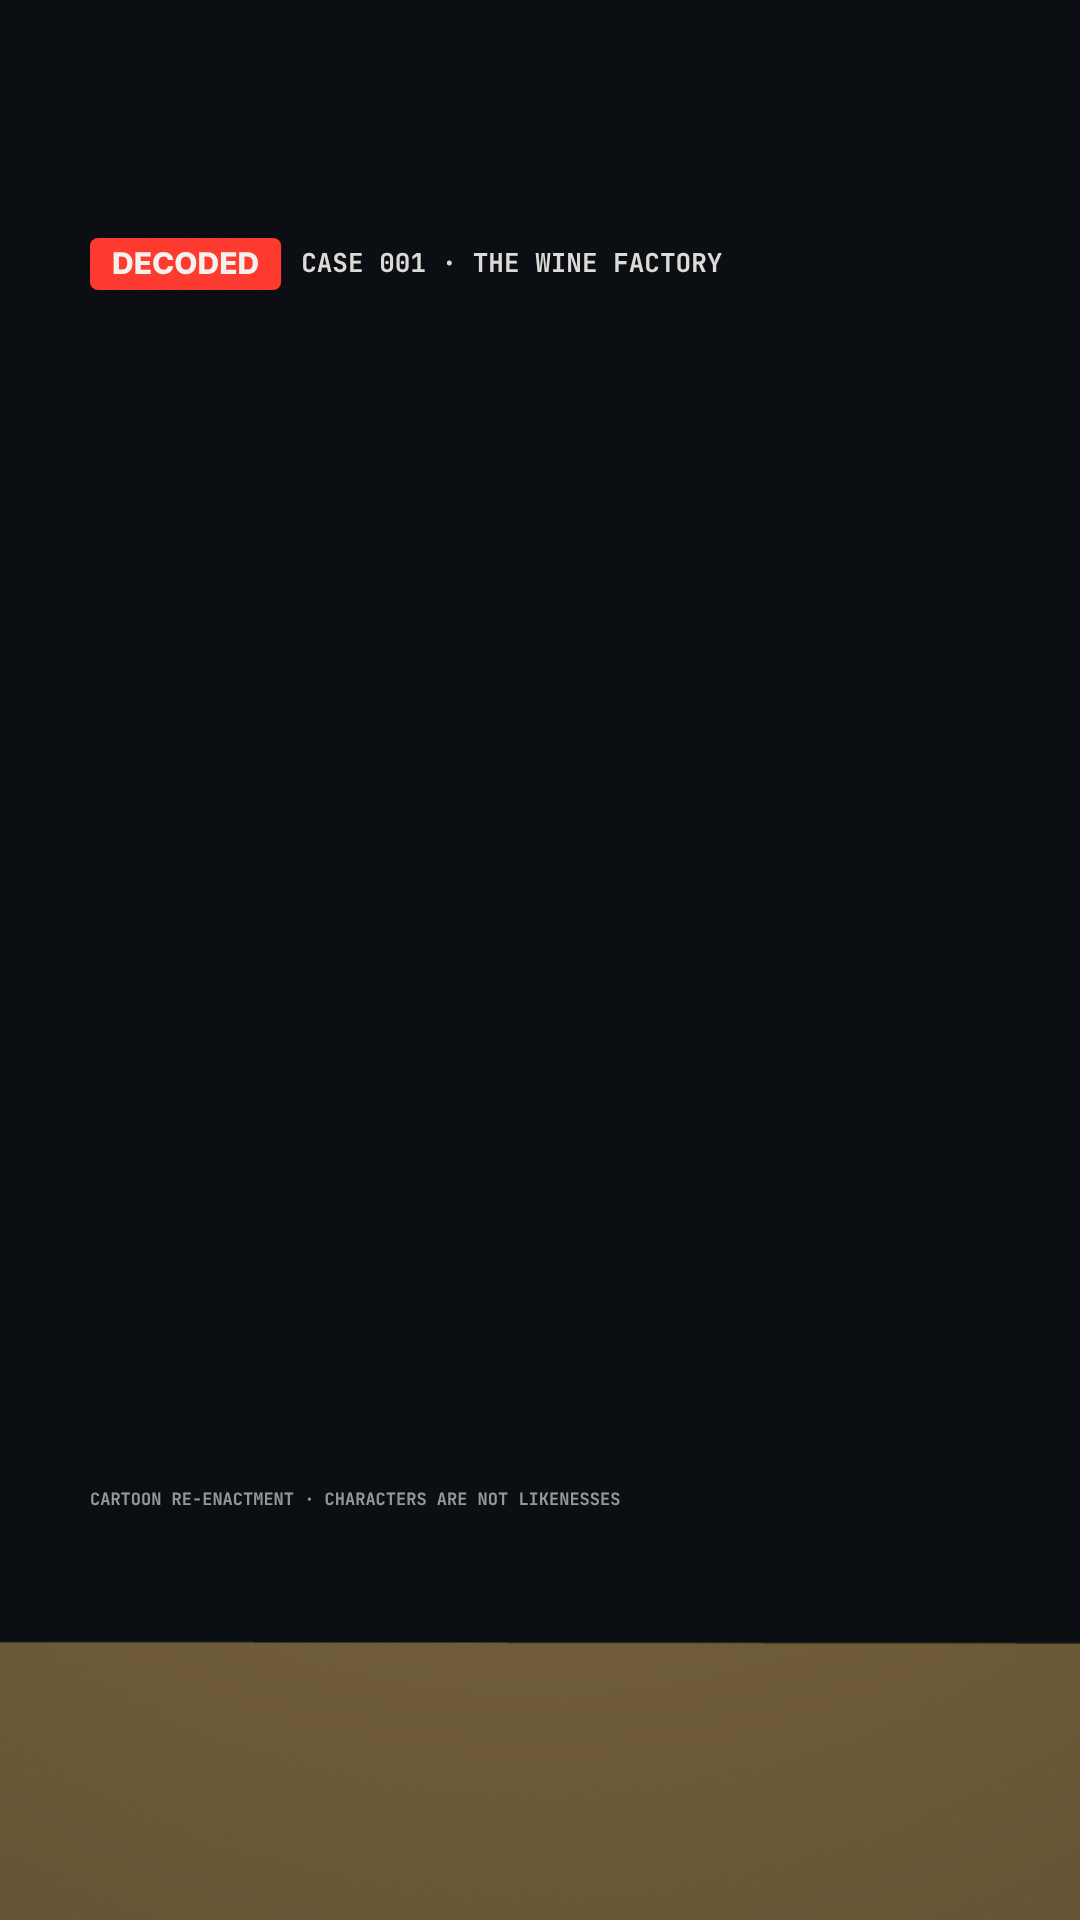 DECODED CASE 001 · THE WINE FACTORY
CARTOON RE-ENACTMENT · CHARACTERS ARE NOT LIKENESSES